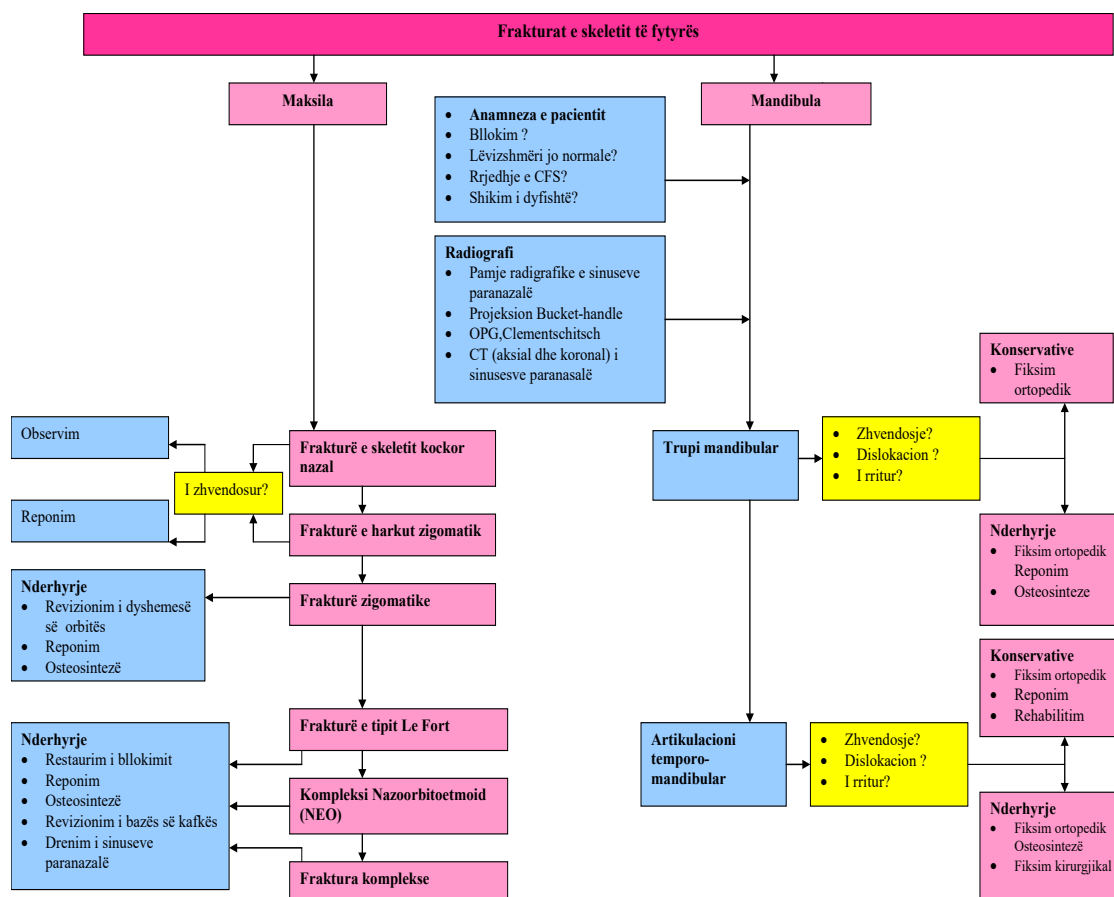 Frakturat e skeletit të fytyrës
Maksila
Mandibula
• Anamneza e pacientit
• Bllokim ?
• Lëvizshmëri jo normale?
• Rrjedhje e CFS?
• Shikim i dyfishtë?
Radiografi
• Pamje radigrafike e sinuseve
paranazalë
• Projeksion Bucket-handle
• OPG,Clementschitsch
• CT (aksial dhe koronal) i
sinusesve paranasalë
Konservative
• Fiksim
ortopedik
Observim
Frakturë e skeletit kockor
nazal
Trupi mandibular
• Zhvendosje?
• Dislokacion ?
• I rritur?
I zhvendosur?
Reponim
Frakturë e harkut zigomatik
Nderhyrje
• Fiksim ortopedik
Reponim
• Osteosinteze
Nderhyrje
• Revizionim i dyshemesë
së orbitës
• Reponim
• Osteosintezë
Frakturë zigomatike
Konservative
• Fiksim ortopedik
• Reponim
• Rehabilitim
Nderhyrje
• Restaurim i bllokimit
• Reponim
• Osteosintezë
• Revizionim i bazës së kafkës
• Drenim i sinuseve
paranazalë
Frakturë e tipit Le Fort
Kompleksi Nazoorbitoetmoid
(NEO)
Fraktura komplekse
Artikulacioni
temporo-
mandibular
• Zhvendosje?
• Dislokacion ?
• I rritur?
Nderhyrje
• Fiksim ortopedik
Osteosintezë
• Fiksim kirurgjikal